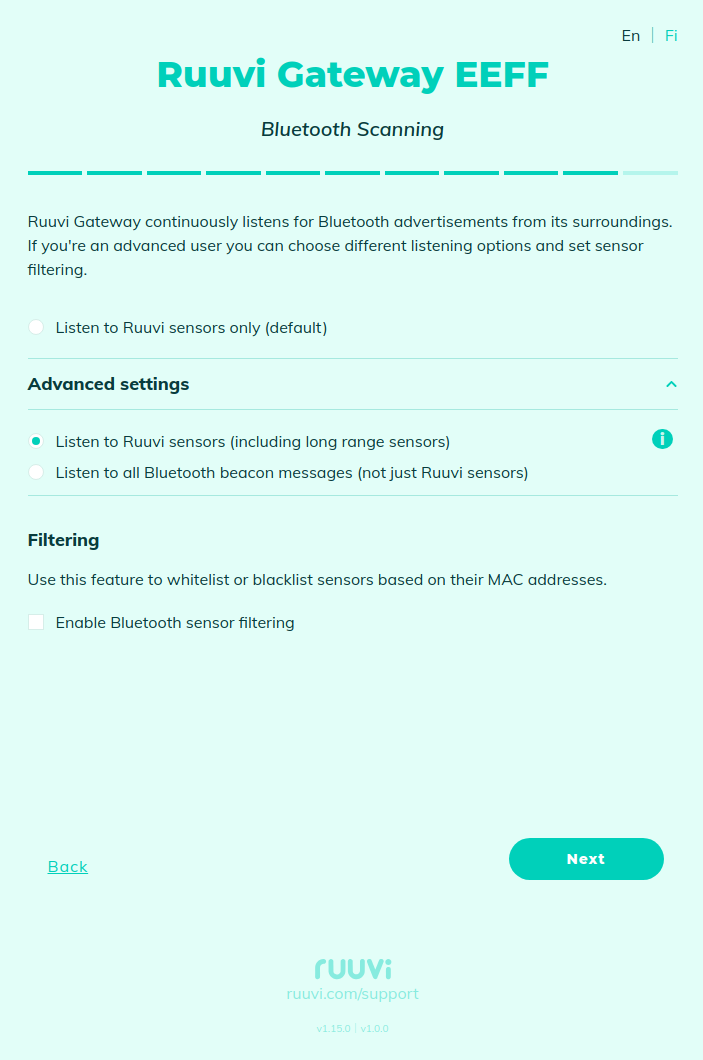 En | Fi
Ruuvi Gateway EEFF
Bluetooth Scanning
Ruuvi Gateway continuously listens for Bluetooth advertisements from its surroundings.
If you're an advanced user you can choose different listening options and set sensor
filtering.
Listen to Ruuvi sensors only (default)
Advanced settings
Listen to Ruuvi sensors (including long range sensors)
i
Listen to all Bluetooth beacon messages (not just Ruuvi sensors)
Filtering
Use this feature to whitelist or blacklist sensors based on their MAC addresses.
Enable Bluetooth sensor filtering
Back
Next
ruuvi
ruuvi.com/support
v1.15.0 | v1.0.0